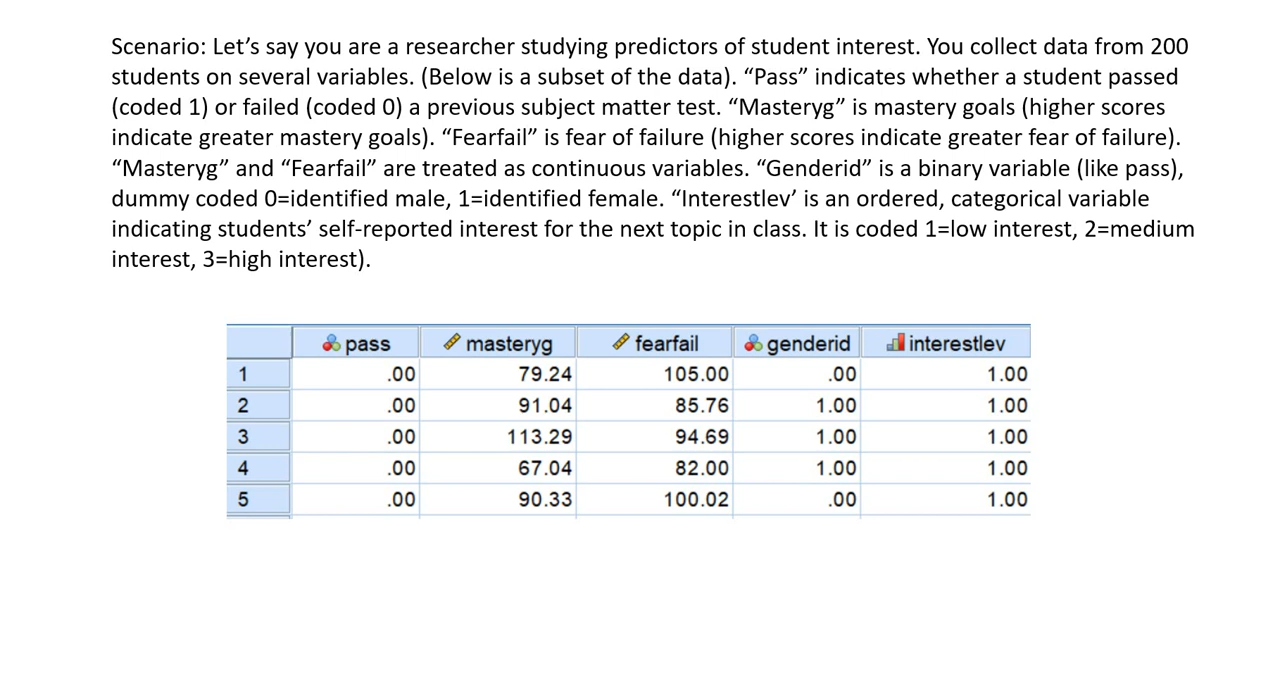 Scenario: Let’s say you are a researcher studying predictors of student interest. You collect data from 200
students on several variables. (Below is a subset of the data). “Pass” indicates whether a student passed
(coded 1) or failed (coded 0) a previous subject matter test. “Masteryg” is mastery goals (higher scores
indicate greater mastery goals). “Fearfail” is fear of failure (higher scores indicate greater fear of failure).
“Masteryg” and “Fearfail” are treated as continuous variables. “Genderid” is a binary variable (like pass),
dummy coded 0=identified male, 1=identified female. “Interestlev’ is an ordered, categorical variable
indicating students’ self-reported interest for the next topic in class. It is coded 1=low interest, 2=medium
interest, 3=high interest).
pass masteryg fearfail genderid interestlev
1 .00 79.24 105.00 .00 1.00
2 .00 91.04 85.76 1.00 1.00
3 .00 113.29 94.69 1.00 1.00
4 .00 67.04 82.00 1.00 1.00
5 .00 90.33 100.02 .00 1.00